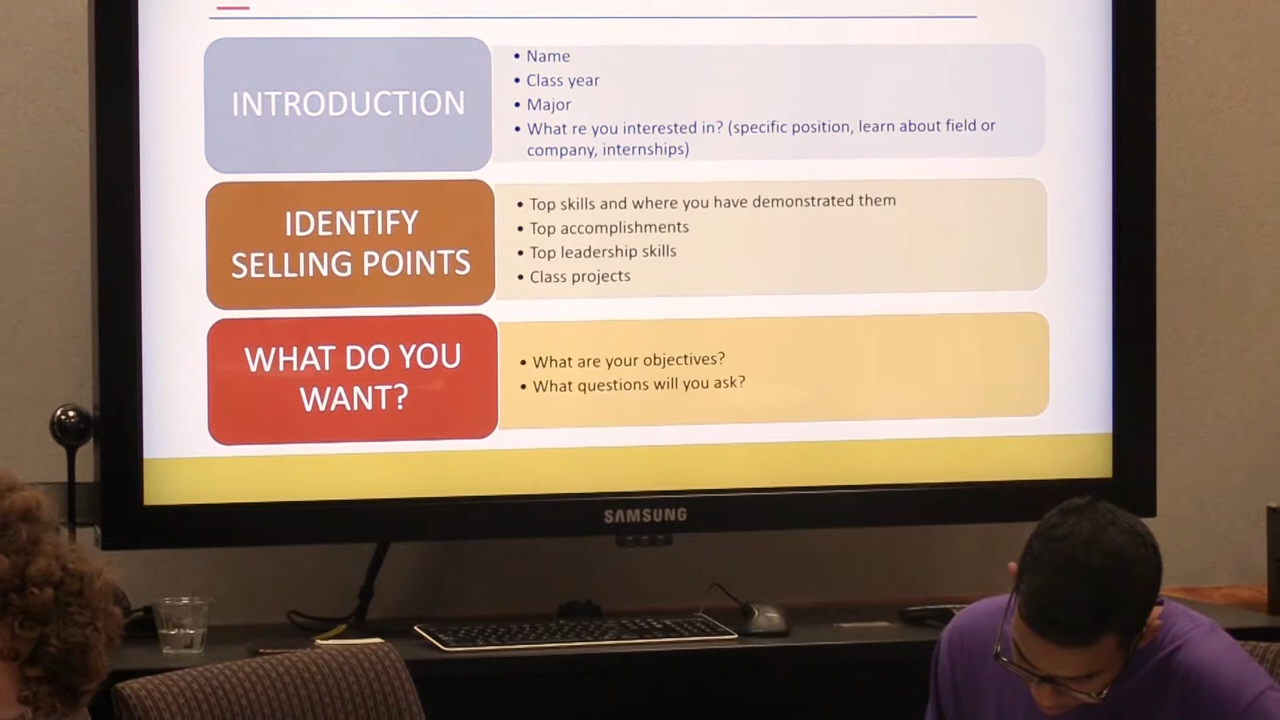 INTRODUCTION
• Name
• Class year
• Major
• What re you interested in? (specific position, learn about field or
company, internships)
IDENTIFY
SELLING POINTS
• Top skills and where you have demonstrated them
• Top accomplishments
• Top leadership skills
• Class projects
WHAT DO YOU
WANT?
• What are your objectives?
• What questions will you ask?
SAMSUNG